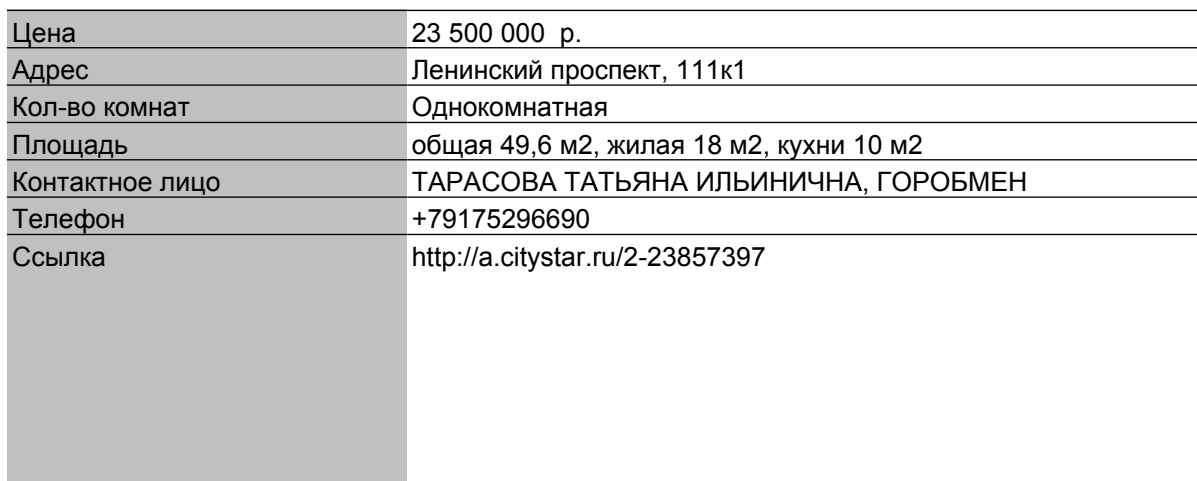 Цена 23 500 000  р.
Адрес Ленинский проспект, 111к1
Кол-во комнат Однокомнатная
Площадь общая 49,6 м2, жилая 18 м2, кухни 10 м2
Контактное лицо ТАРАСОВА ТАТЬЯНА ИЛЬИНИЧНА, ГОРОБМЕН
Телефон +79175296690
Ссылка http://a.citystar.ru/2-23857397